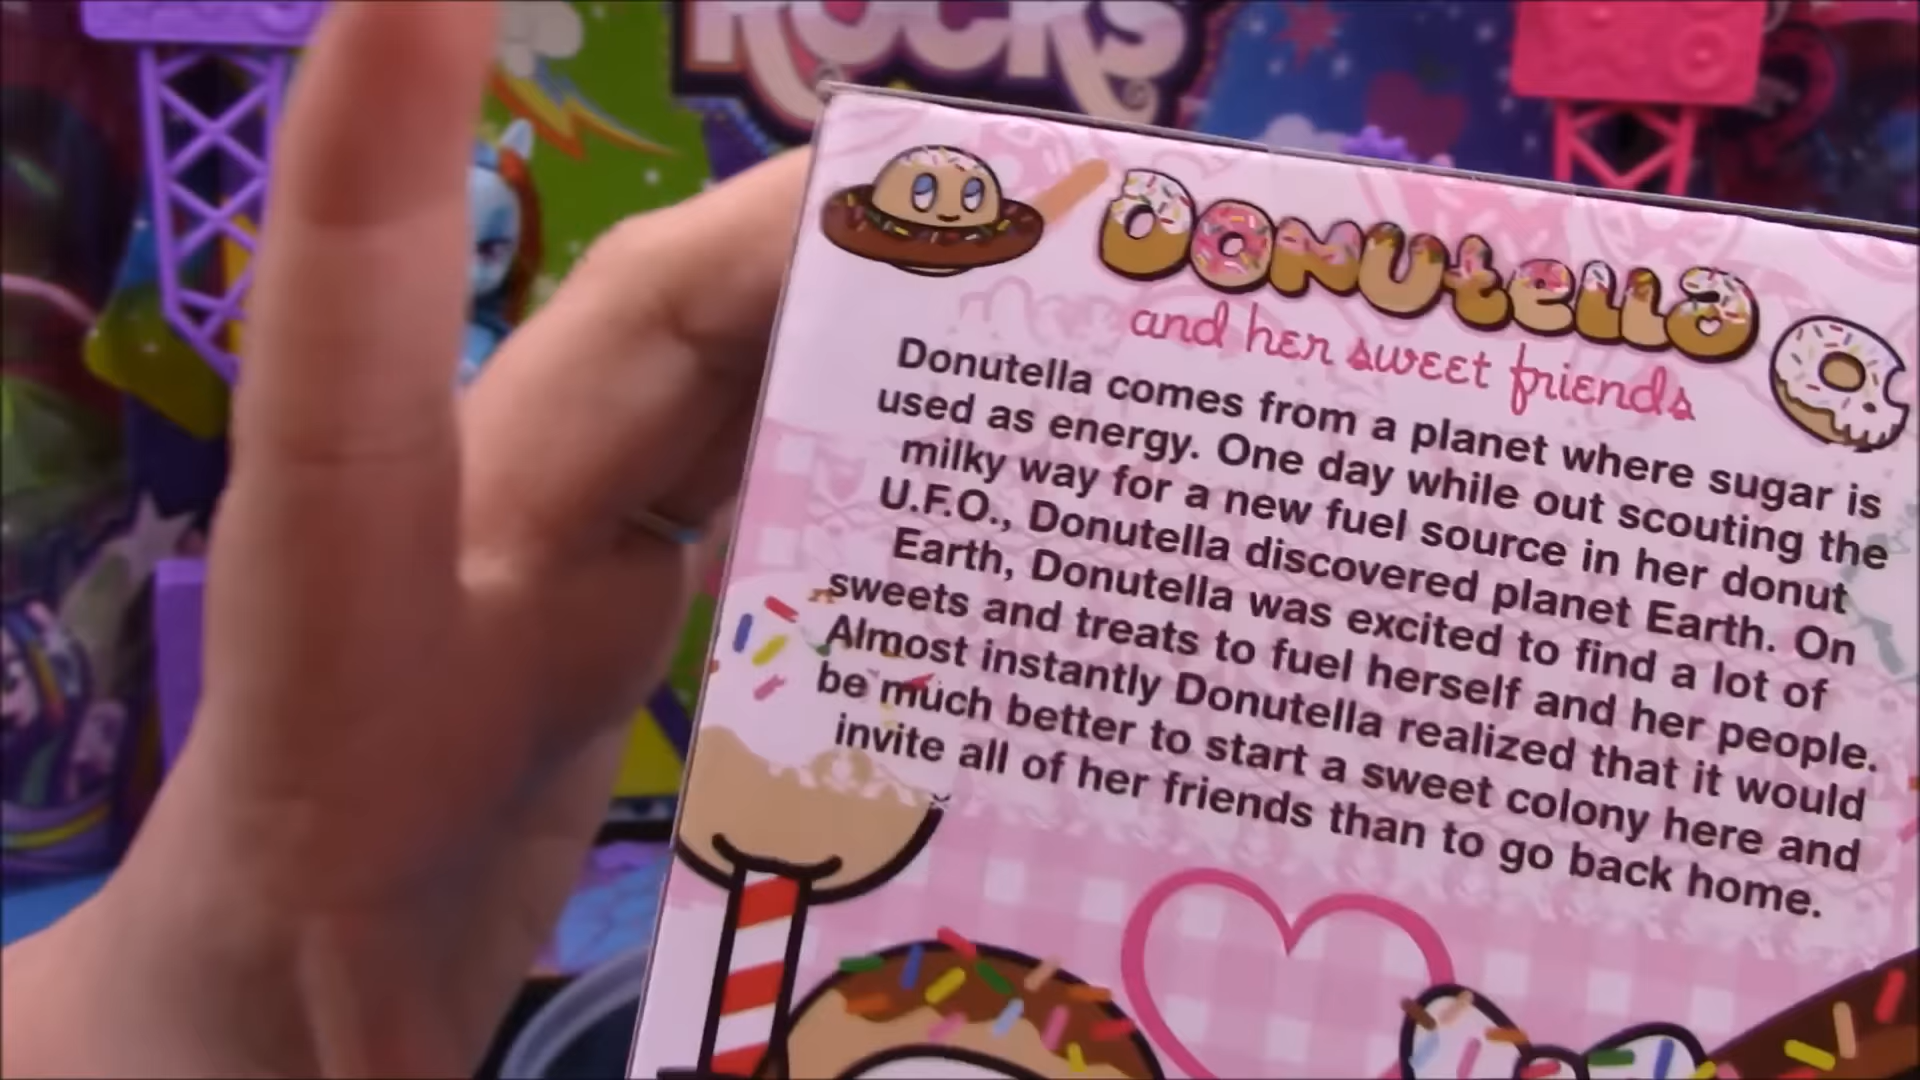 ROCKS
DONUtella
and her sweet friends
Donutella comes from a planet where sugar is
used as energy. One day while out scouting the
milky way for a new fuel source in her donut
U.F.O., Donutella discovered planet Earth. On
Earth, Donutella was excited to find a lot of
sweets and treats to fuel herself and her people.
Almost instantly Donutella realized that it would
be much better to start a sweet colony here and
invite all of her friends than to go back home.